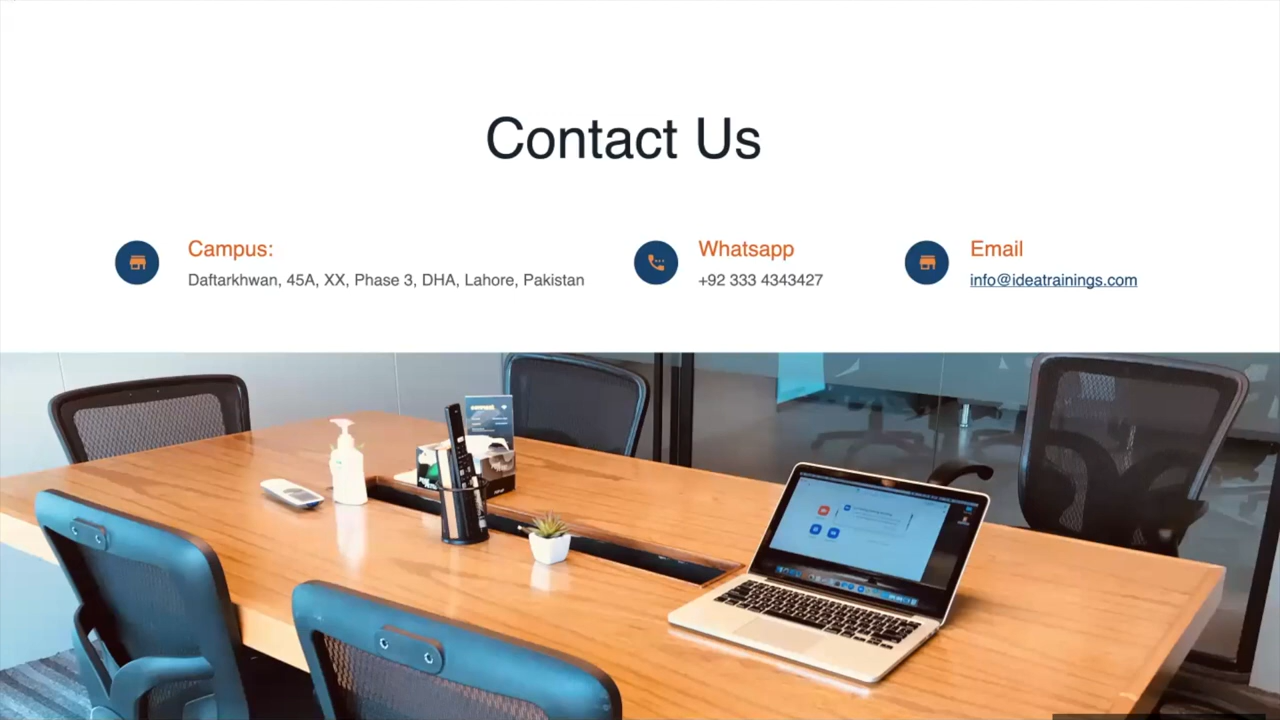 Contact Us
Campus:
Daftarkhwan, 45A, XX, Phase 3, DHA, Lahore, Pakistan
Whatsapp
+92 333 4343427
Email
info@ideatrainings.com